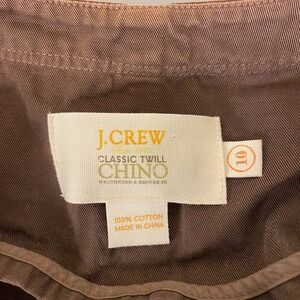 J.CREW
CLASSIC TWILL
CHINO
WEATHERED & BROKEN-IN
10
100% COTTON
MADE IN CHINA